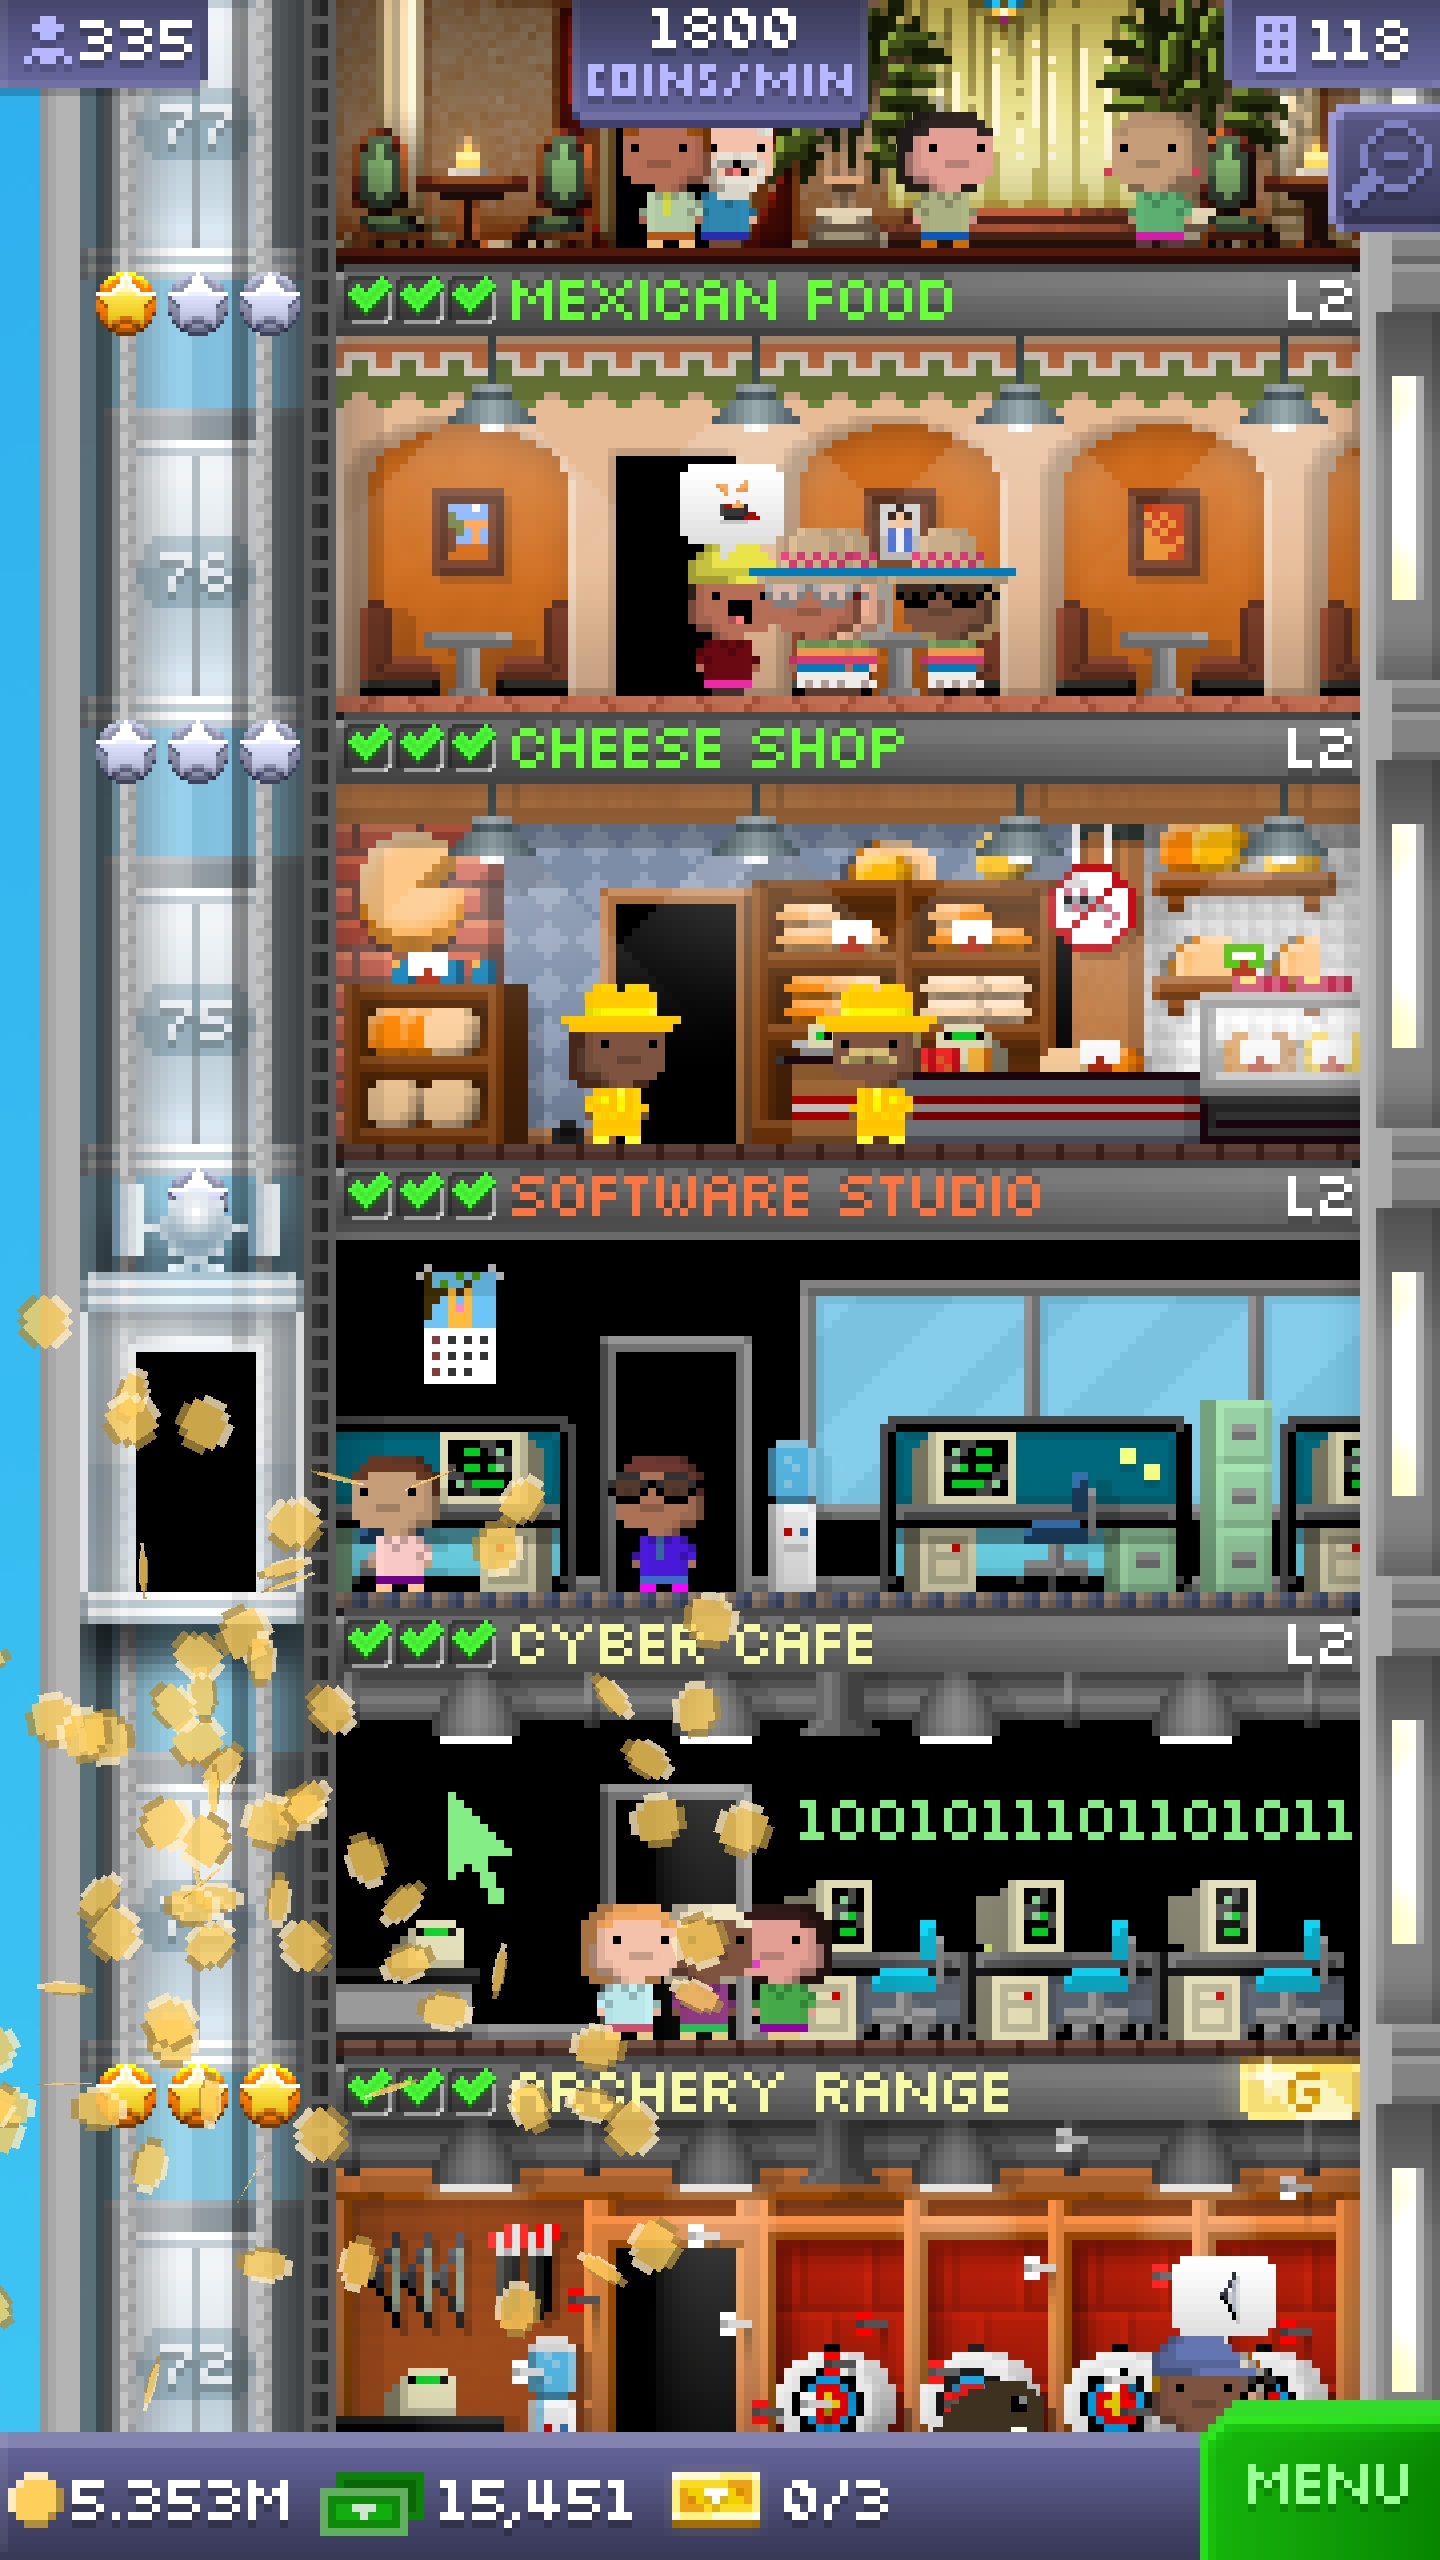 335
1800
COINS/MIN
118
77
MEXICAN FOOD L2
76
CHEESE SHOP L2
75
SOFTWARE STUDIO L2
CYBER CAFE L2
1001011101101011
ARCHERY RANGE G
72
5.353M 15,451 0/3
MENU